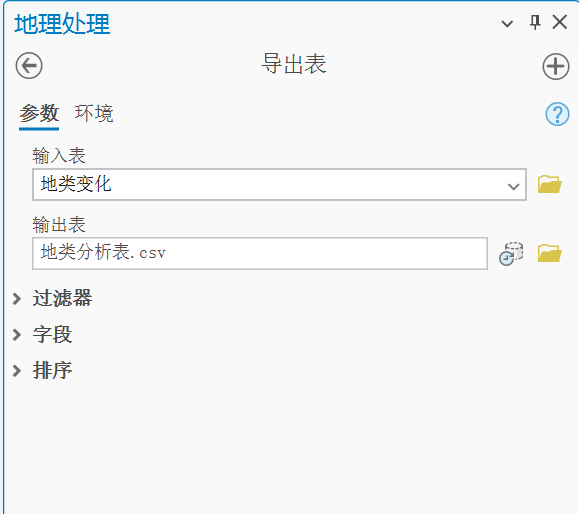 地理处理
导出表
参数 环境
输入表
地类变化
输出表
地类分析表.csv
过滤器
字段
排序